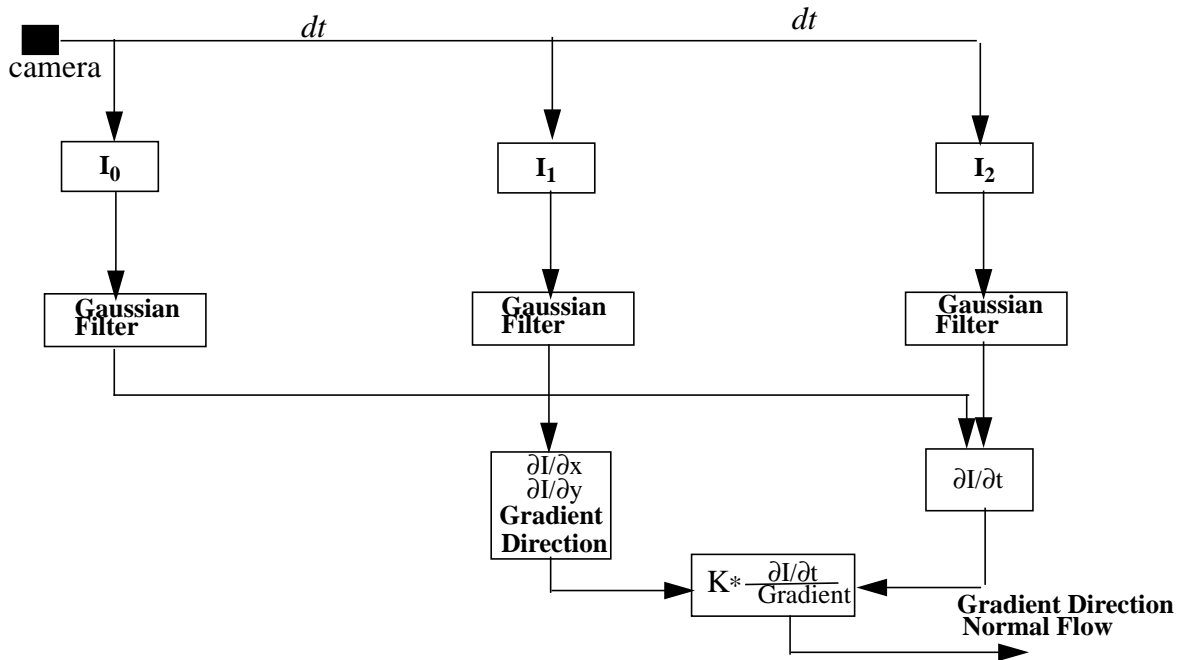 dt
dt
camera
I₀
I₁
I₂
Gaussian
Filter
Gaussian
Filter
Gaussian
Filter
∂I/∂x
∂I/∂y
Gradient
Direction
∂I/∂t
K* ∂I/∂t
Gradient
Gradient Direction
Normal Flow